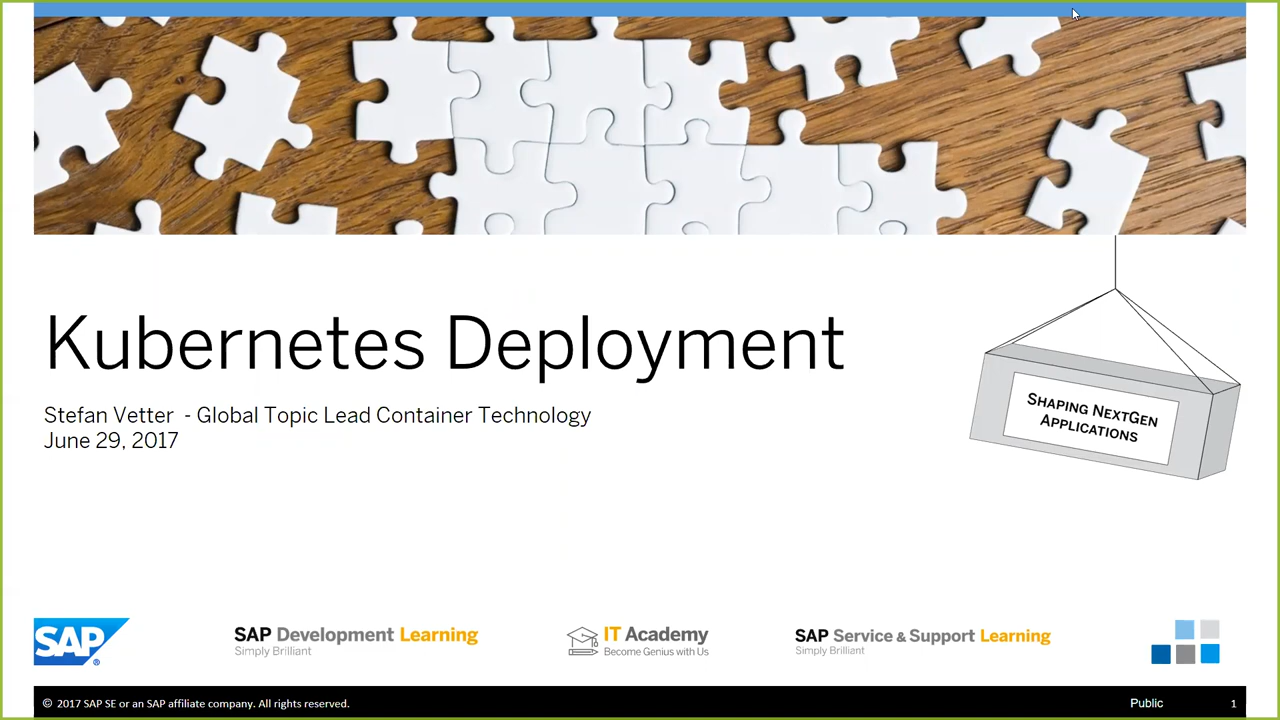 Kubernetes Deployment
Stefan Vetter - Global Topic Lead Container Technology
June 29, 2017
SHAPING NEXTGEN
APPLICATIONS
SAP
®
SAP Development Learning
Simply Brilliant
IT Academy
Become Genius with Us
SAP Service & Support Learning
Simply Brilliant
© 2017 SAP SE or an SAP affiliate company. All rights reserved.
Public
1